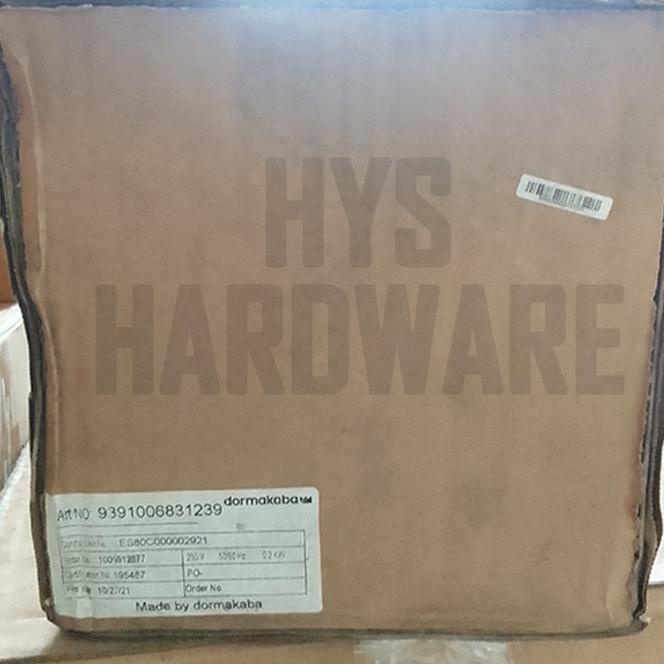 HYS
HARDWARE
dormakaba
Art NO 9391006831239
ES80C000002921
1009912877 230 V 50/60 Hz 0.2 KW
195487 PO-
10/27/21 Order No
Made by dormakaba